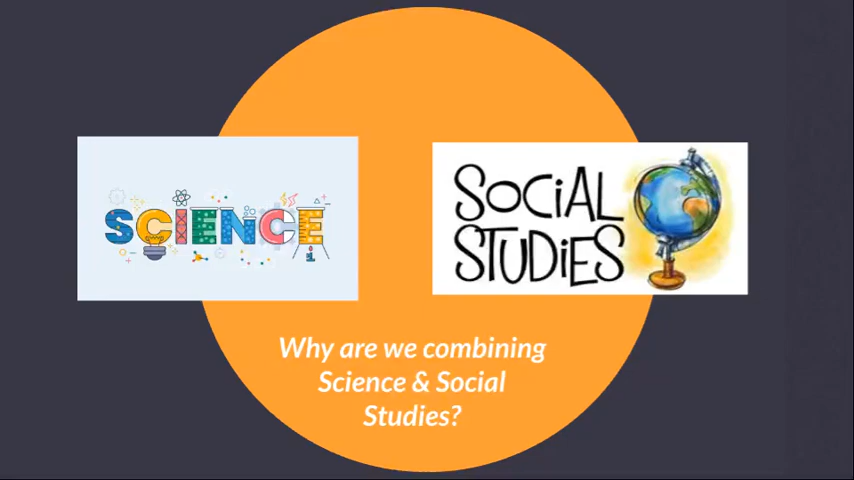 SCIENCE
SOCiAL
STUDiES
Why are we combining
Science & Social
Studies?